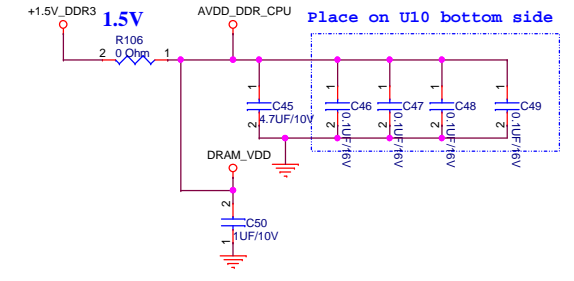 +1.5V_DDR3
1.5V
AVDD_DDR_CPU
Place on U10 bottom side
R106
2 0 Ohm 1
1 1 1 1 1
C45 C46 C47 C48 C49
4.7UF/10V
0.1UF/16V
0.1UF/16V
0.1UF/16V
0.1UF/16V
2 2 2 2 2
DRAM_VDD
2
C50
1UF/10V
1